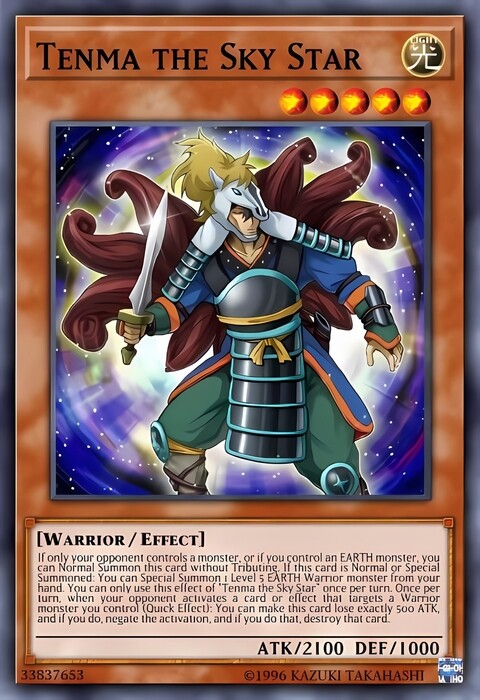 TENMA THE SKY STAR
LIGHT
光
[WARRIOR / EFFECT]
If only your opponent controls a monster, or if you control an EARTH monster, you
can Normal Summon this card without Tributing. If this card is Normal or Special
Summoned: You can Special Summon 1 Level 5 EARTH Warrior monster from your
hand. You can only use this effect of "Tenma the Sky Star" once per turn. Once per
turn, when your opponent activates a card or effect that targets a Warrior
monster you control (Quick Effect): You can make this card lose exactly 500 ATK,
and if you do, negate the activation, and if you do that, destroy that card.
ATK/2100 DEF/1000
33837653
©1996 KAZUKI TAKAHASHI